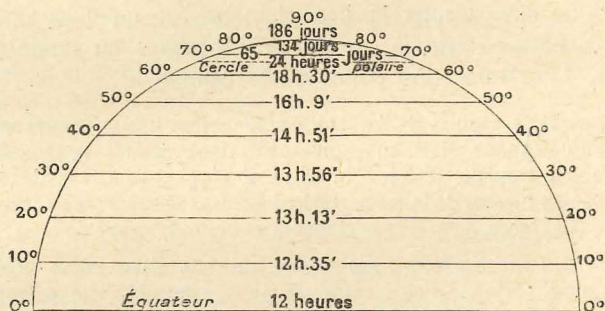 90°
186 jours
80° 134 jours 80°
70° 65 jours 70°
Cercle 24 heures polaire
60° 18 h. 30' 60°
50° 16 h. 9' 50°
40° 14 h. 51' 40°
30° 13 h. 56' 30°
20° 13 h. 13' 20°
10° 12 h. 35' 10°
0° Équateur 12 heures 0°